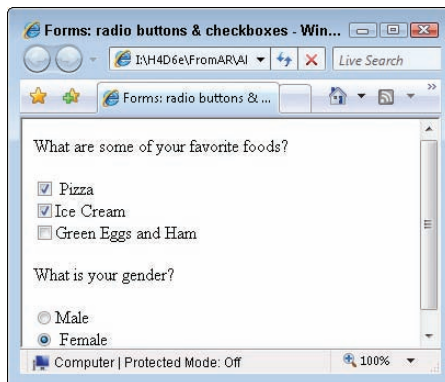 Forms: radio buttons & checkboxes - Win...
I:\H4D6e\FromAR\Al
Live Search
Forms: radio buttons & ...
What are some of your favorite foods?
Pizza
Ice Cream
Green Eggs and Ham
What is your gender?
Male
Female
Computer | Protected Mode: Off
100%